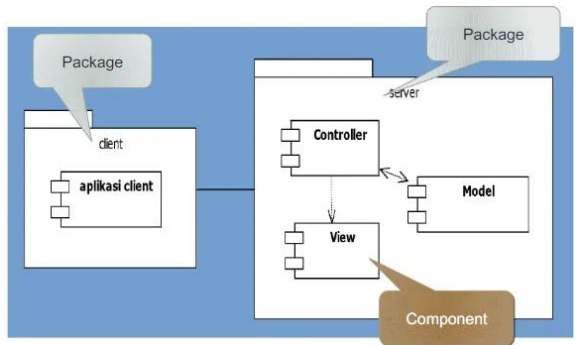 Package
Package
client
server
aplikasi client
Controller
Model
View
Component